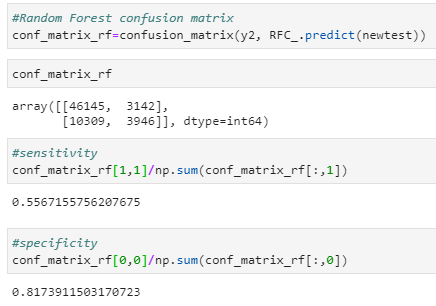 #Random Forest confusion matrix
conf_matrix_rf=confusion_matrix(y2, RFC_.predict(newtest))
conf_matrix_rf
array([[46145,  3142],
       [10309,  3946]], dtype=int64)
#sensitivity
conf_matrix_rf[1,1]/np.sum(conf_matrix_rf[:,1])
0.5567155756207675
#specificity
conf_matrix_rf[0,0]/np.sum(conf_matrix_rf[:,0])
0.8173911503170723